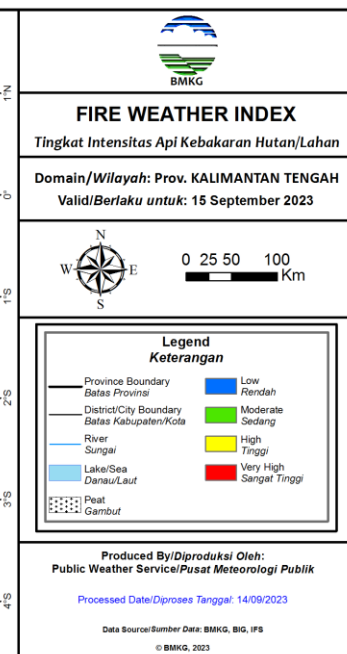 BMKG
FIRE WEATHER INDEX
Tingkat Intensitas Api Kebakaran Hutan/Lahan
Domain/Wilayah: Prov. KALIMANTAN TENGAH
Valid/Berlaku untuk: 15 September 2023
N
W E
S
0 25 50 100
Km
Legend
Keterangan
Province Boundary
Batas Provinsi
District/City Boundary
Batas Kabupaten/Kota
River
Sungai
Lake/Sea
Danau/Laut
Peat
Gambut
Low
Rendah
Moderate
Sedang
High
Tinggi
Very High
Sangat Tinggi
Produced By/Diproduksi Oleh:
Public Weather Service/Pusat Meteorologi Publik
Processed Date/Diproses Tanggal: 14/09/2023
Data Source/Sumber Data: BMKG, BIG, IFS
© BMKG, 2023
1°N
0°
1°S
2°S
3°S
4°S